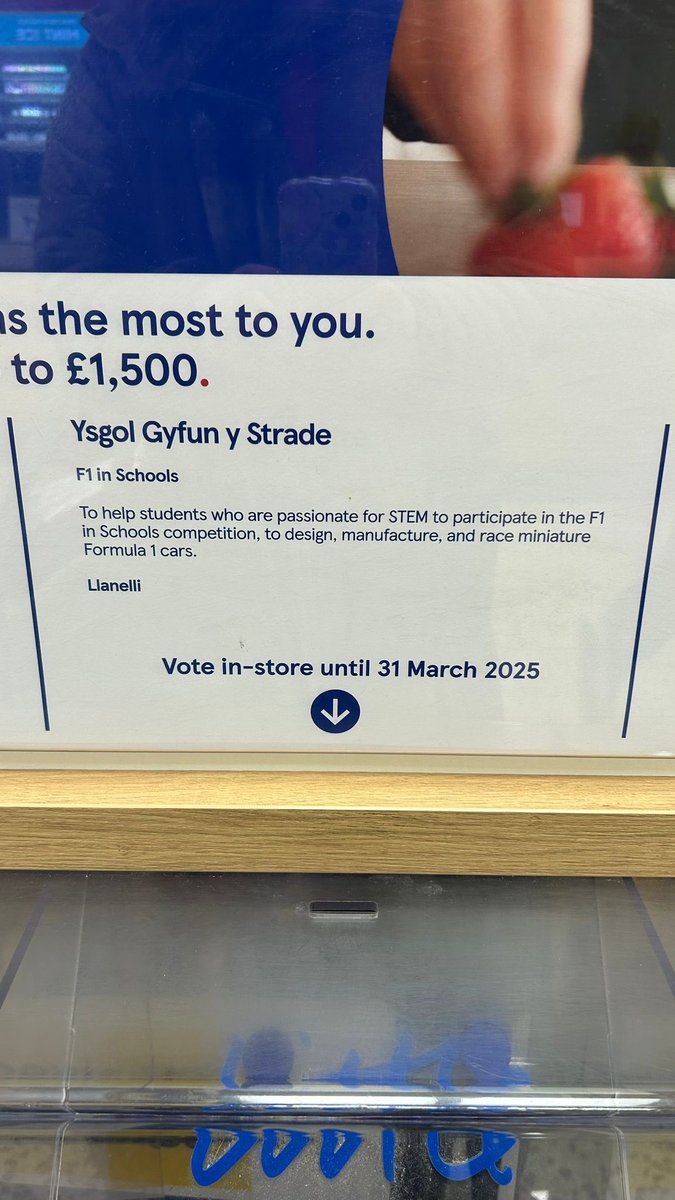 as the most to you.
to £1,500.
Ysgol Gyfun y Strade
F1 in Schools
To help students who are passionate for STEM to participate in the F1
in Schools competition, to design, manufacture, and race miniature
Formula 1 cars.
Llanelli
Vote in-store until 31 March 2025